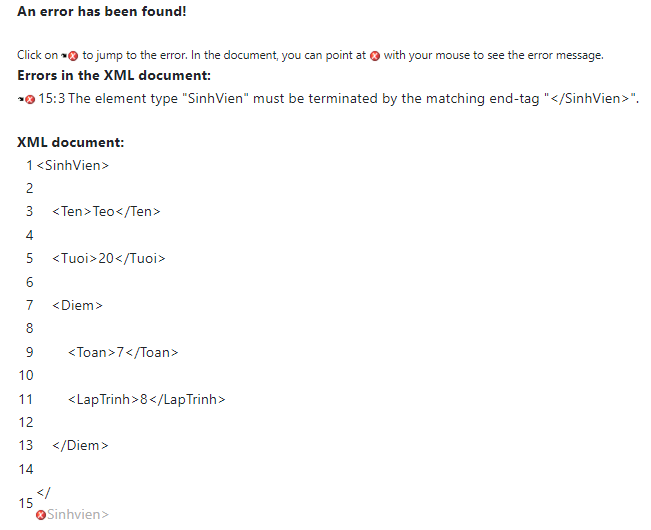 An error has been found!
Click on to jump to the error. In the document, you can point at with your mouse to see the error message.
Errors in the XML document:
15:3 The element type "SinhVien" must be terminated by the matching end-tag "</SinhVien>".
XML document:
1 <SinhVien>
2
3 <Ten>Teo</Ten>
4
5 <Tuoi>20</Tuoi>
6
7 <Diem>
8
9 <Toan>7</Toan>
10
11 <LapTrinh>8</LapTrinh>
12
13 </Diem>
14
15 </
Sinhvien>